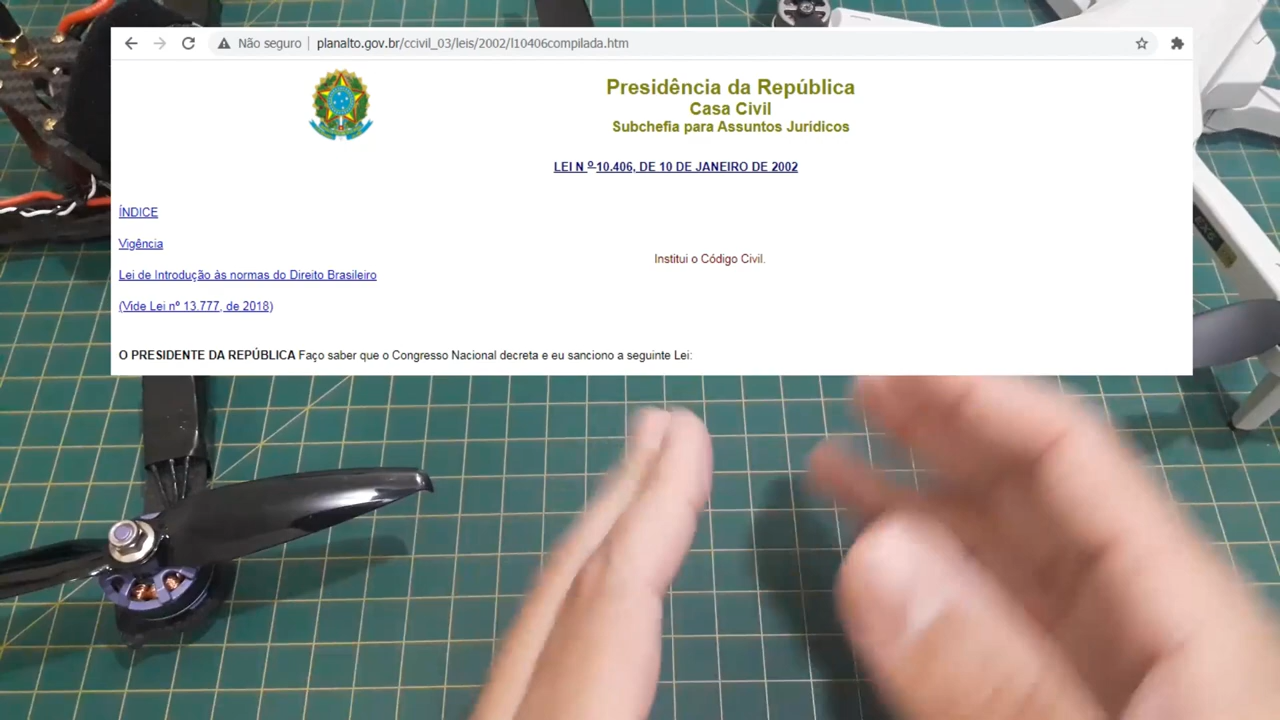 Não seguro | planalto.gov.br/ccivil_03/leis/2002/l10406compilada.htm
Presidência da República
Casa Civil
Subchefia para Assuntos Jurídicos
LEI N º 10.406, DE 10 DE JANEIRO DE 2002
ÍNDICE
Vigência
Institui o Código Civil.
Lei de Introdução às normas do Direito Brasileiro
(Vide Lei nº 13.777, de 2018)
O PRESIDENTE DA REPÚBLICA Faço saber que o Congresso Nacional decreta e eu sanciono a seguinte Lei: